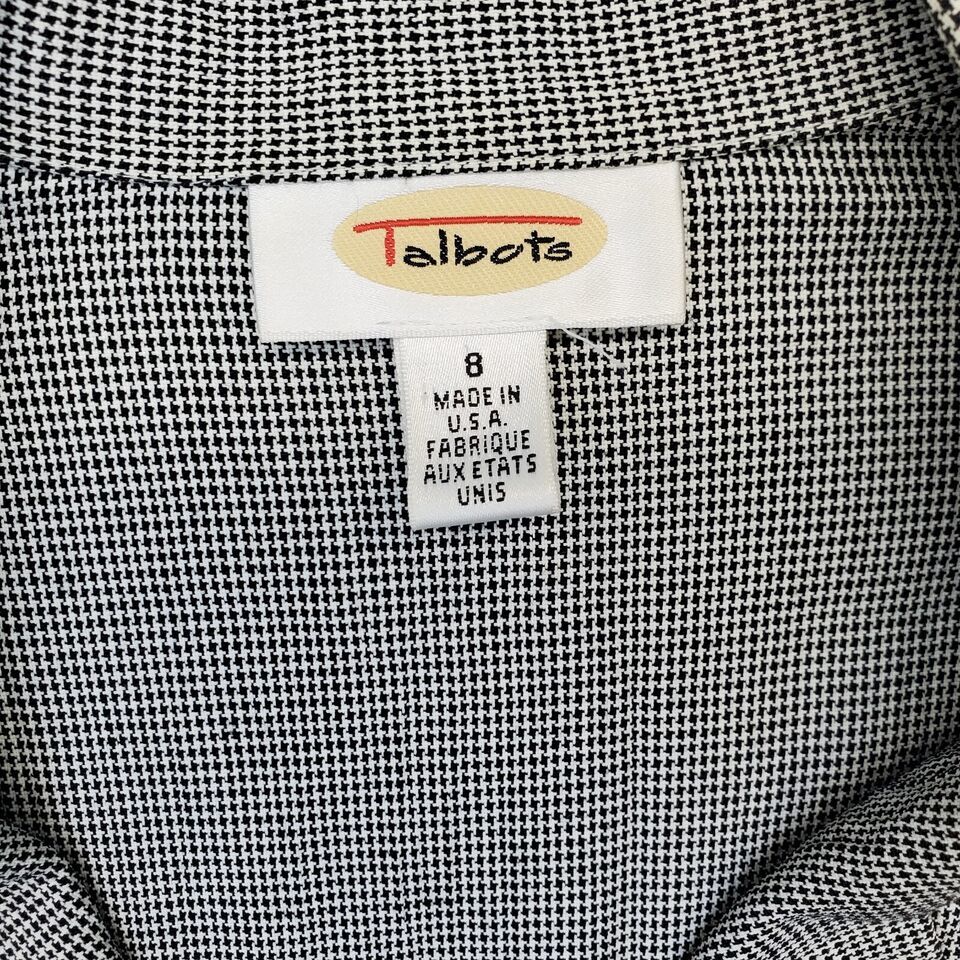 Talbots
8
MADE IN
U.S.A.
FABRIQUE
AUX ETATS
UNIS